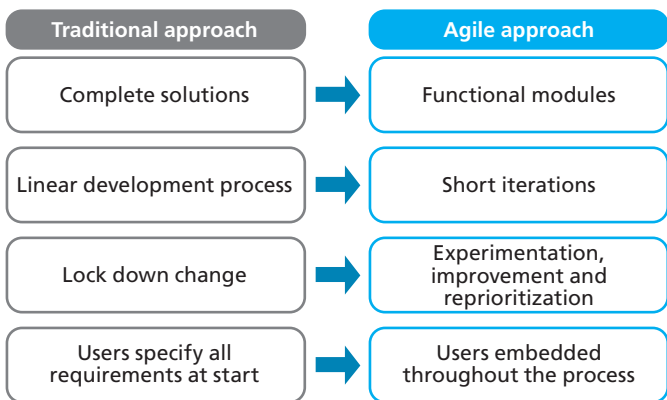 Traditional approach
Agile approach
Complete solutions
Functional modules
Linear development process
Short iterations
Lock down change
Experimentation,
improvement and
reprioritization
Users specify all
requirements at start
Users embedded
throughout the process